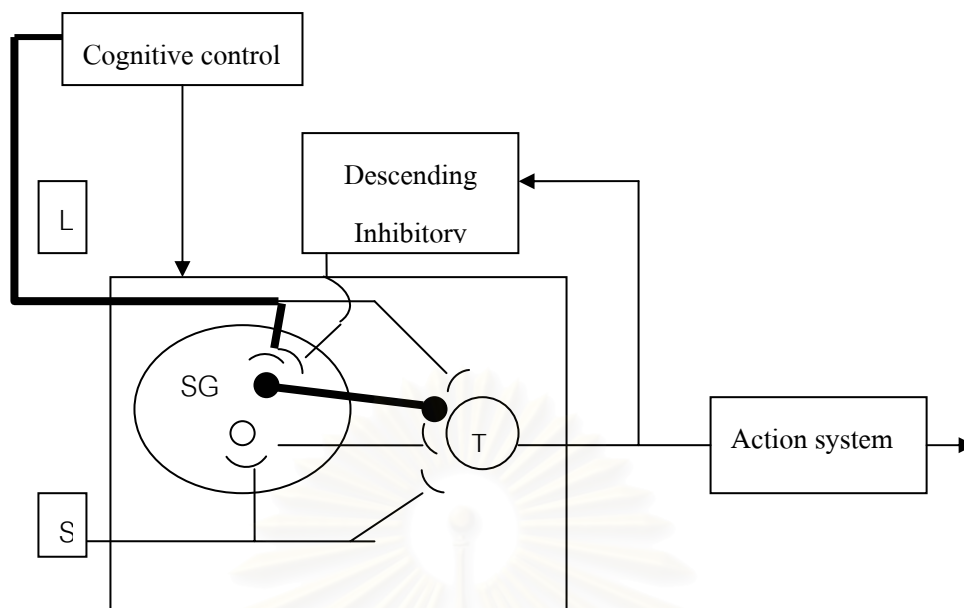 Cognitive control
Descending
Inhibitory
L
SG
T
Action system
S